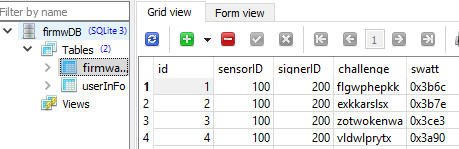 Filter by name
firmwDB (SQLite 3)
Tables (2)
firmwa...
userInFo
Views
Grid view Form view
1
id sensorID signerID challenge swatt
1 1 100 200 flgwphepkk 0x3b6c
2 2 100 200 exkkarslsx 0x3b7e
3 3 100 200 zotwokenwa 0x3ce3
4 4 100 200 vldwlprytx 0x3a90